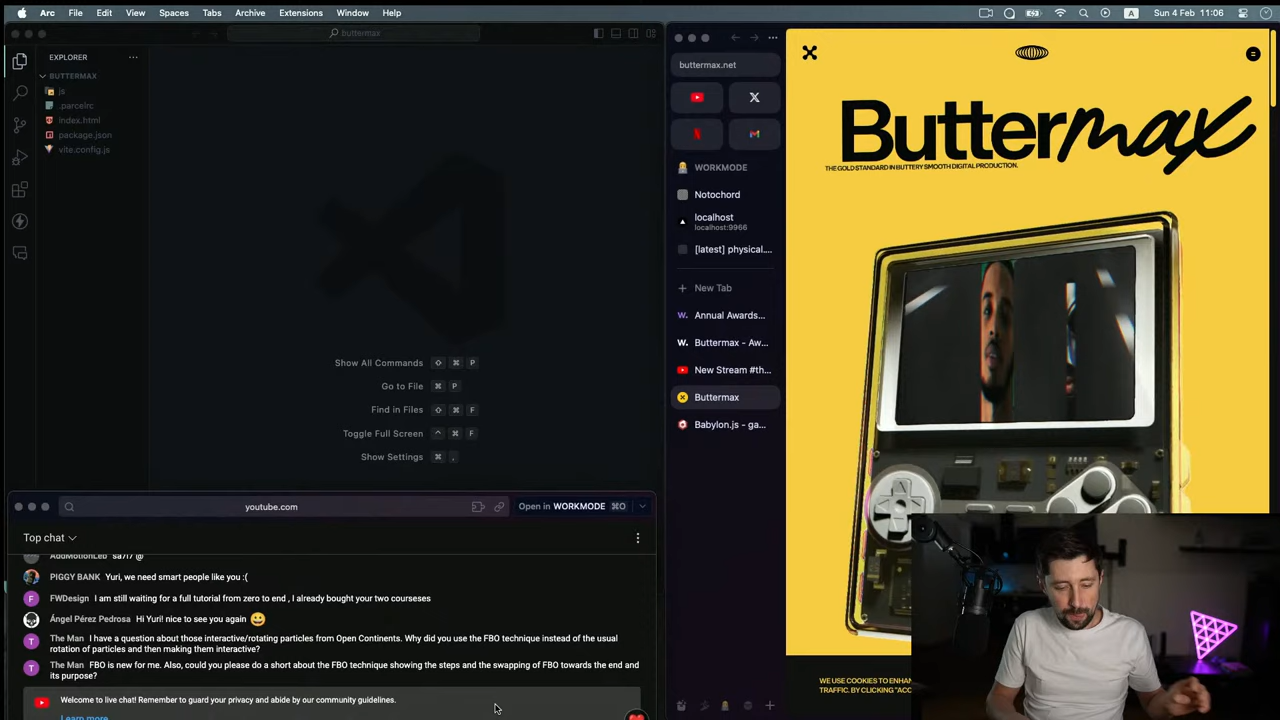 Arc File Edit View Spaces Tabs Archive Extensions Window Help
A Sun 4 Feb 11:06
buttermax
EXPLORER
BUTTERMAX
js
.parcelrc
index.html
package.json
vite.config.js
Show All Commands ⇧ ⌘ P
Go to File ⌘ P
Find in Files ⇧ ⌘ F
Toggle Full Screen ^ ⌘ F
Show Settings ⌘ ,
youtube.com
Open in WORKMODE ⌘O
Top chat
AddMotionLeo sa7i7 @
PIGGY BANK Yuri, we need smart people like you :(
FWDesign I am still waiting for a full tutorial from zero to end , I already bought your two courseses
Ángel Pérez Pedrosa Hi Yuri! nice to see you again 😀
The Man I have a question about those interactive/rotating particles from Open Continents. Why did you use the FBO technique instead of the usual
rotation of particles and then making them interactive?
The Man FBO is new for me. Also, could you please do a short about the FBO technique showing the steps and the swapping of FBO towards the end and
its purpose?
Welcome to live chat! Remember to guard your privacy and abide by our community guidelines.
Learn more
buttermax.net
WORKMODE
Notochord
localhost
localhost:9966
[latest] physical....
New Tab
W. Annual Awards...
W. Buttermax - Aw...
New Stream #th...
Buttermax
Babylon.js - ga...
Buttermax
THE GOLD STANDARD IN BUTTERY SMOOTH DIGITAL PRODUCTION.
WE USE COOKIES TO ENHA
TRAFFIC. BY CLICKING "ACC